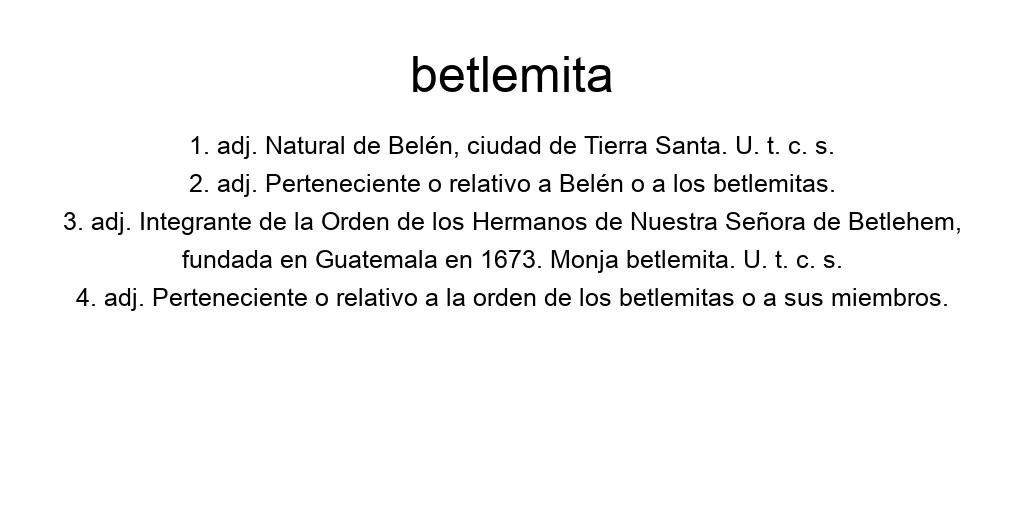 betlemita
1. adj. Natural de Belén, ciudad de Tierra Santa. U. t. c. s.
2. adj. Perteneciente o relativo a Belén o a los betlemitas.
3. adj. Integrante de la Orden de los Hermanos de Nuestra Señora de Betlehem,
fundada en Guatemala en 1673. Monja betlemita. U. t. c. s.
4. adj. Perteneciente o relativo a la orden de los betlemitas o a sus miembros.